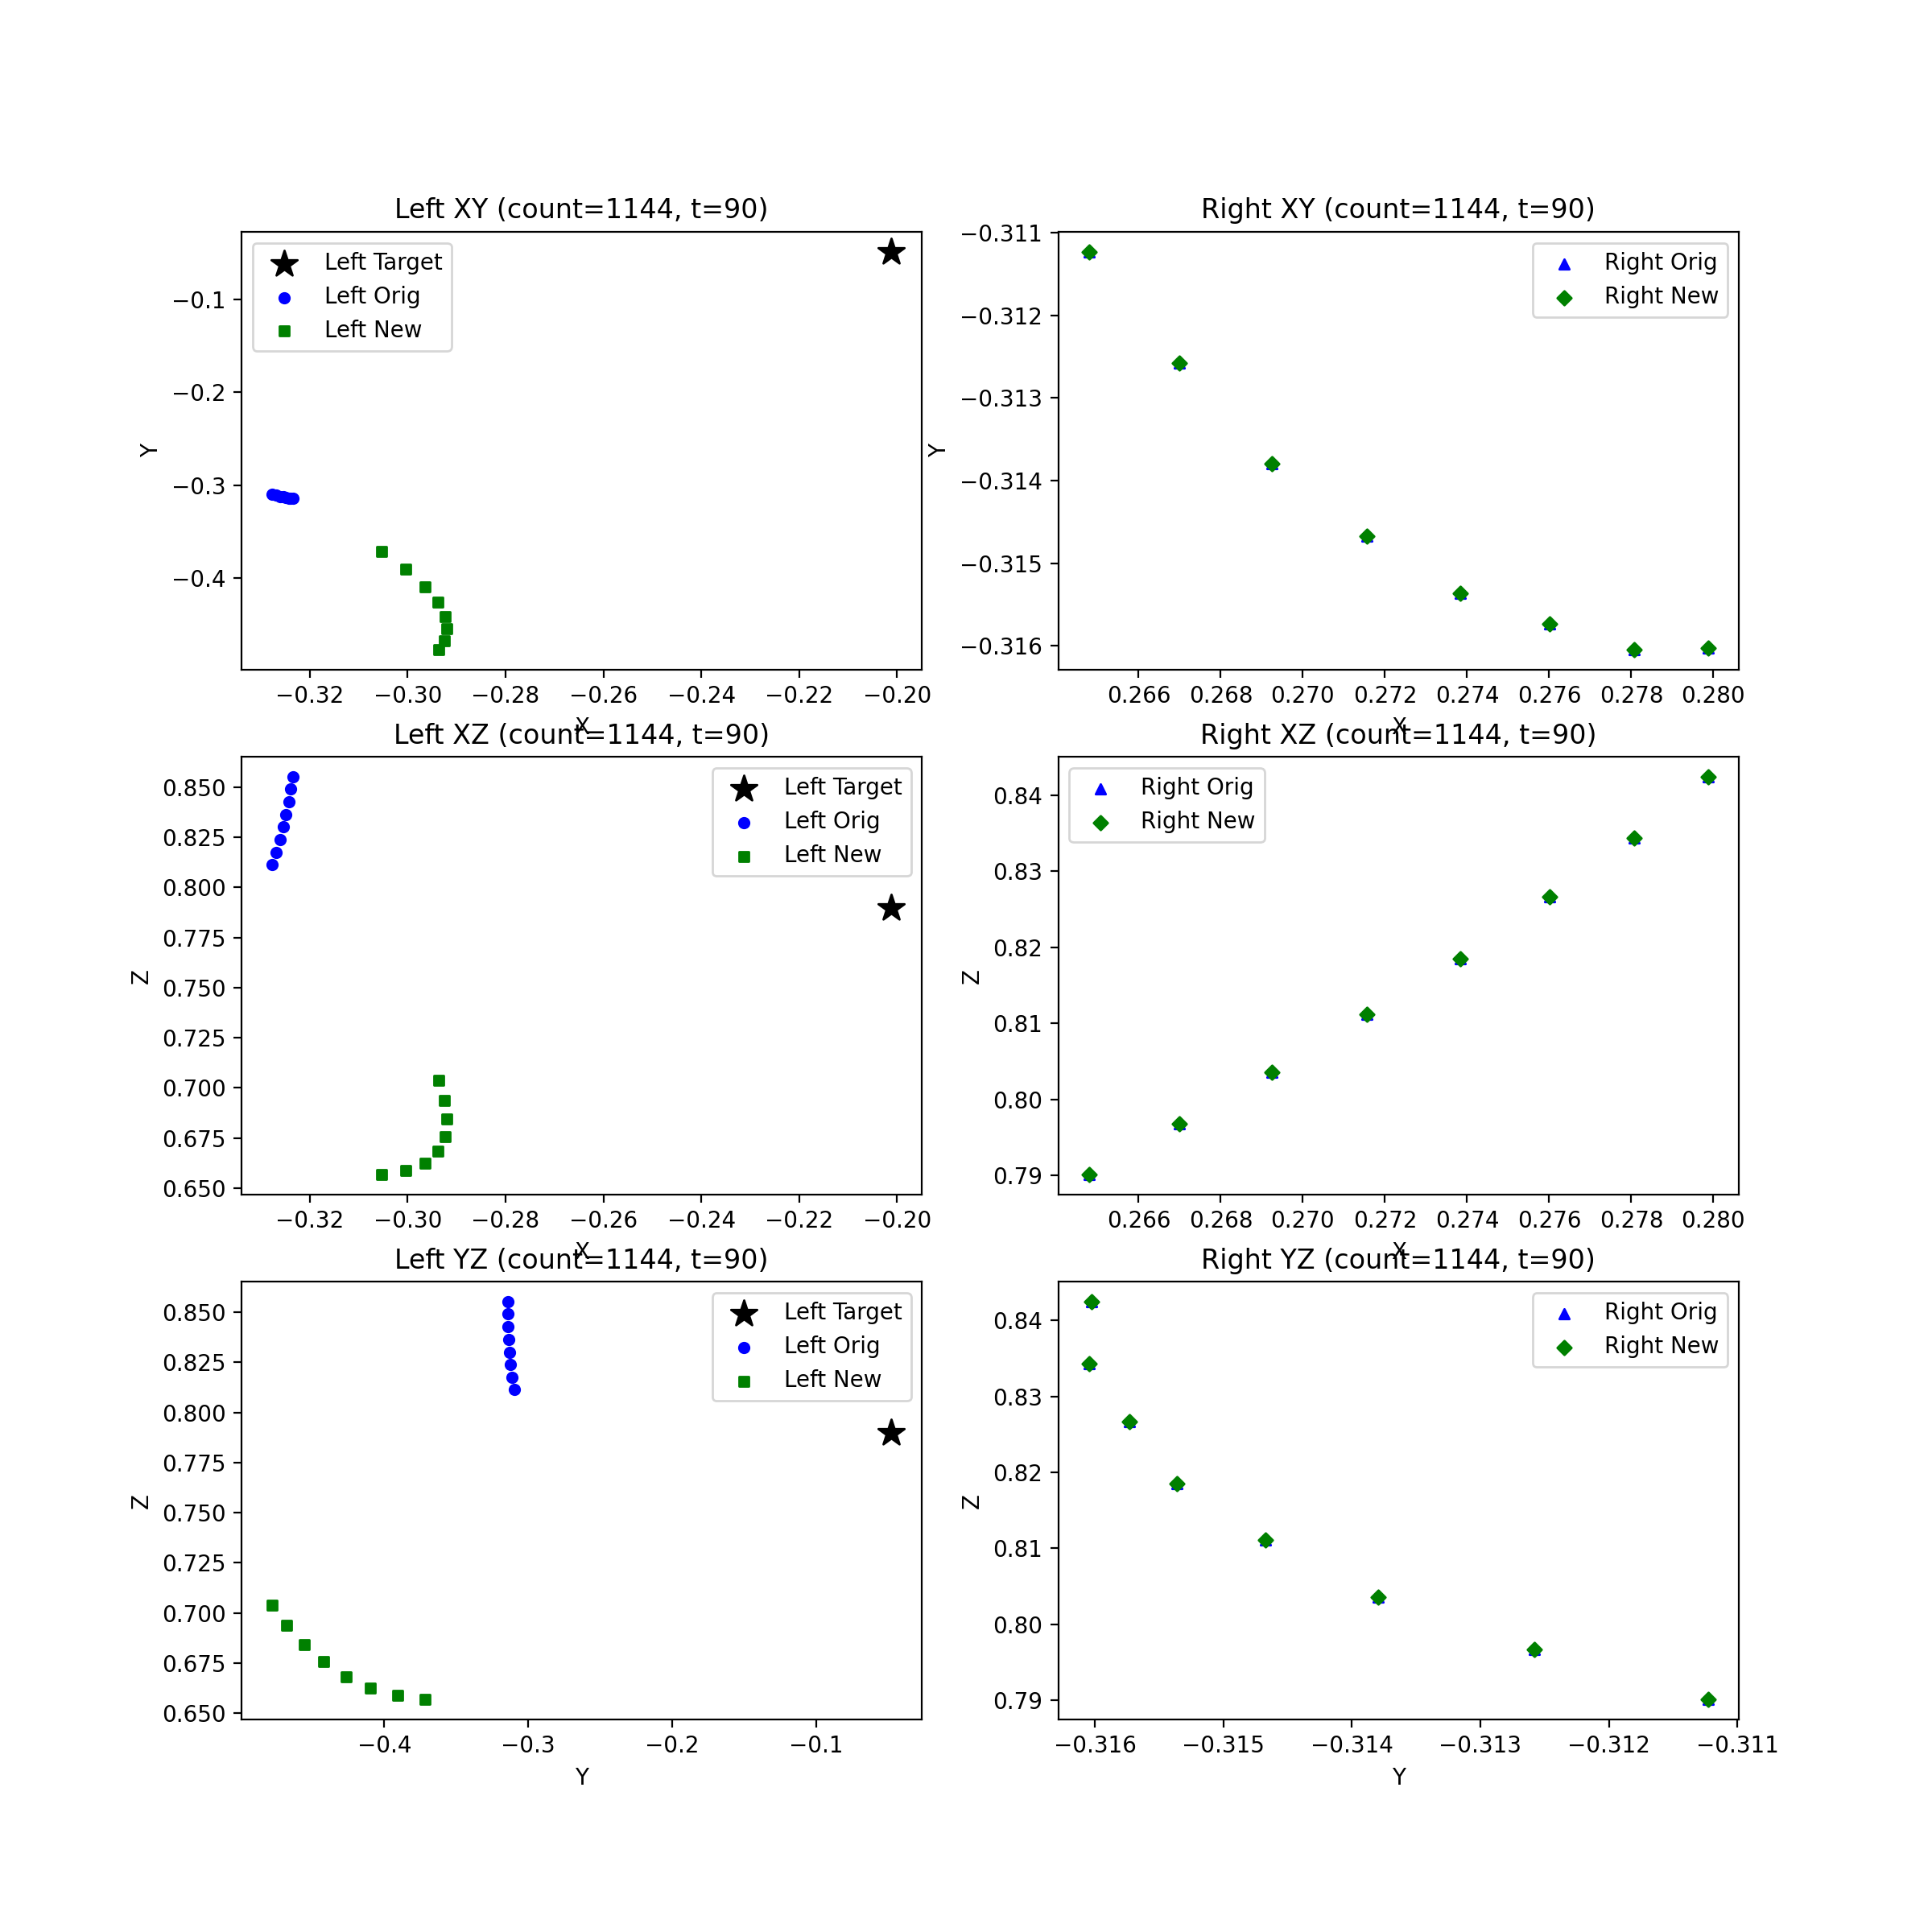 Left XY (count=1144, t=90)
Left Target
Left Orig
Left New
Y
−0.1
−0.2
−0.3
−0.4
−0.32 −0.30 −0.28 −0.26 −0.24 −0.22 −0.20
X
Right XY (count=1144, t=90)
Right Orig
Right New
Y
−0.311
−0.312
−0.313
−0.314
−0.315
−0.316
0.266 0.268 0.270 0.272 0.274 0.276 0.278 0.280
X
Left XZ (count=1144, t=90)
Left Target
Left Orig
Left New
Z
0.850
0.825
0.800
0.775
0.750
0.725
0.700
0.675
0.650
−0.32 −0.30 −0.28 −0.26 −0.24 −0.22 −0.20
X
Right XZ (count=1144, t=90)
Right Orig
Right New
Z
0.84
0.83
0.82
0.81
0.80
0.79
0.266 0.268 0.270 0.272 0.274 0.276 0.278 0.280
X
Left YZ (count=1144, t=90)
Left Target
Left Orig
Left New
Z
0.850
0.825
0.800
0.775
0.750
0.725
0.700
0.675
0.650
−0.4 −0.3 −0.2 −0.1
Y
Right YZ (count=1144, t=90)
Right Orig
Right New
Z
0.84
0.83
0.82
0.81
0.80
0.79
−0.316 −0.315 −0.314 −0.313 −0.312 −0.311
Y